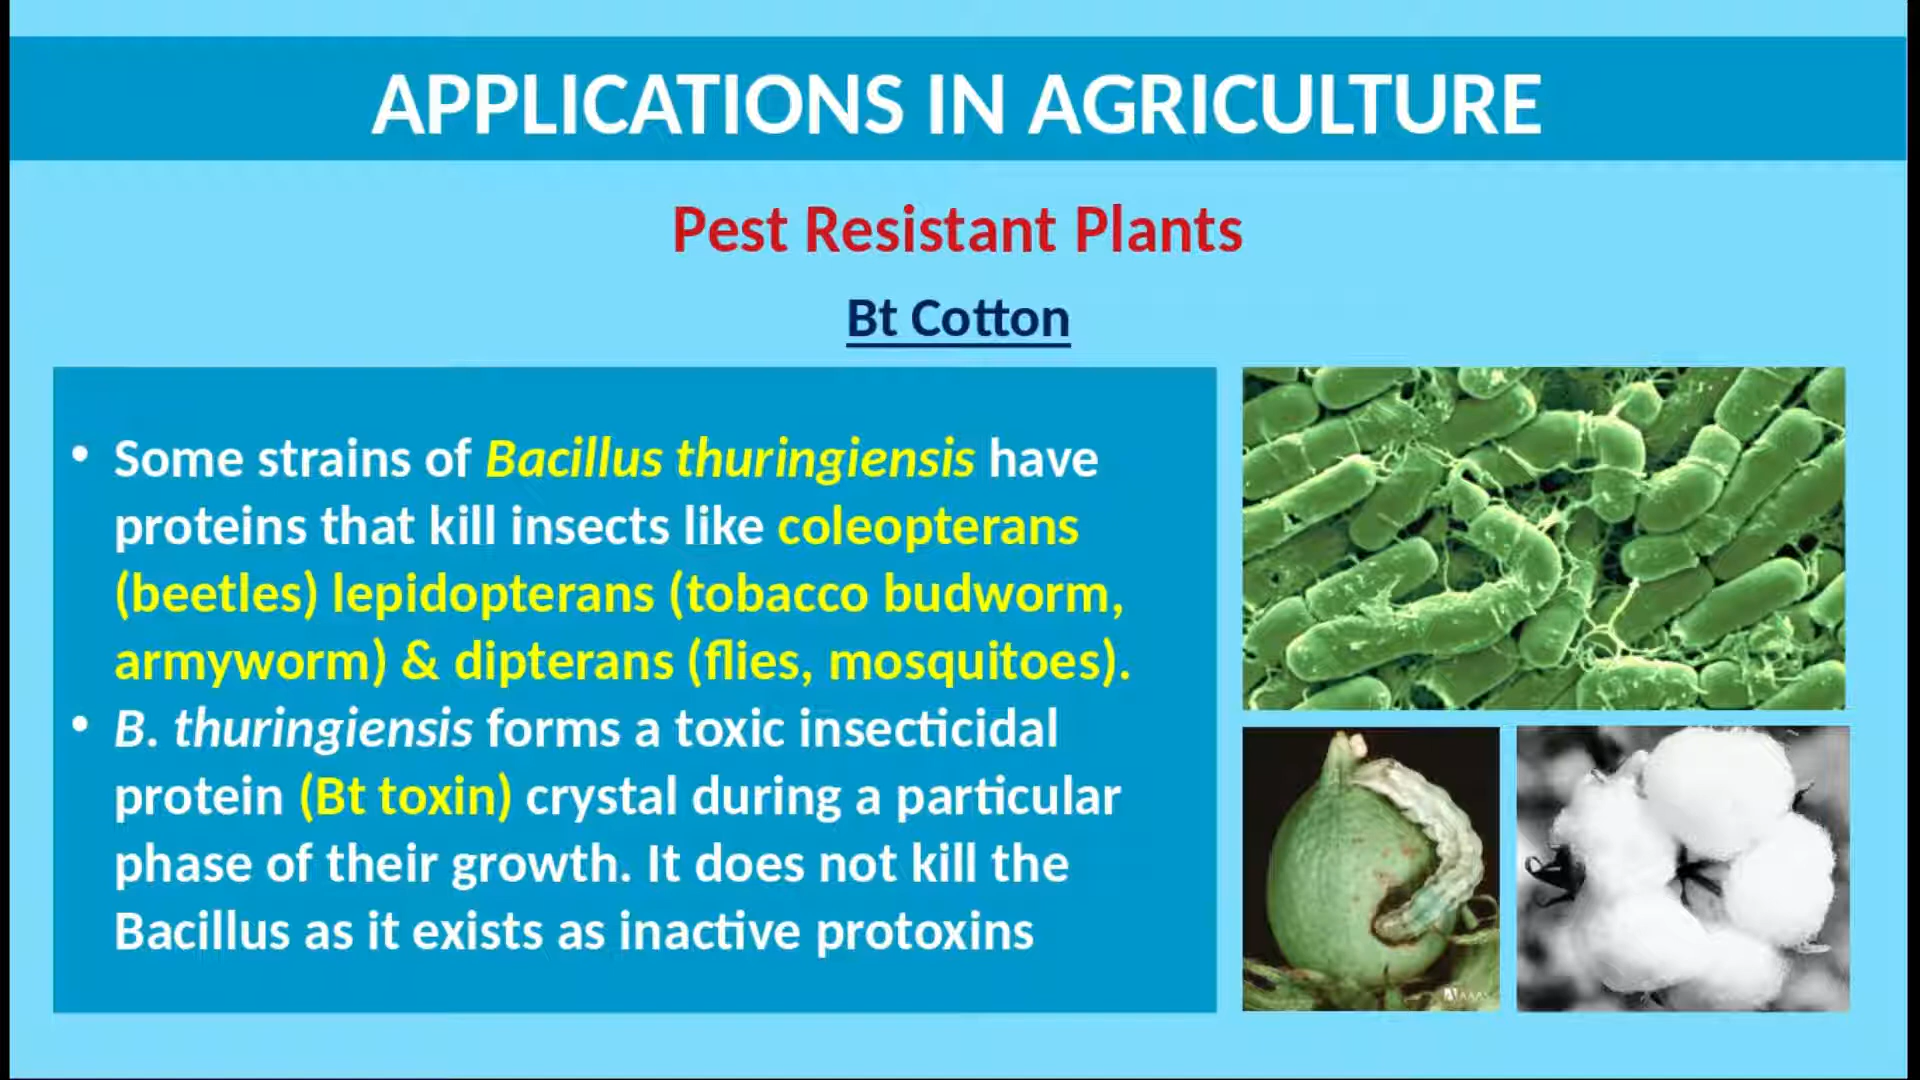 APPLICATIONS IN AGRICULTURE
Pest Resistant Plants
Bt Cotton
• Some strains of Bacillus thuringiensis have
proteins that kill insects like coleopterans
(beetles) lepidopterans (tobacco budworm,
armyworm) & dipterans (flies, mosquitoes).
• B. thuringiensis forms a toxic insecticidal
protein (Bt toxin) crystal during a particular
phase of their growth. It does not kill the
Bacillus as it exists as inactive protoxins